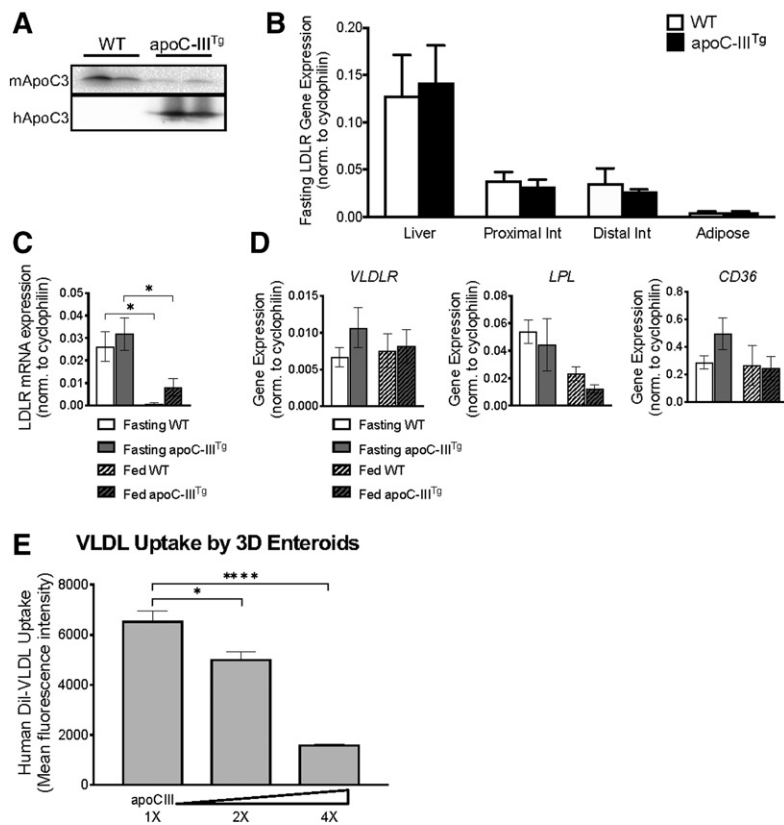 A
WT apoC-III^Tg
mApoC3
hApoC3
B
WT
apoC-III^Tg
Fasting LDLR Gene Expression
(norm. to cyclophilin)
0.20
0.15
0.10
0.05
0.00
Liver Proximal Int Distal Int Adipose
C
LDLR mRNA expression
(norm. to cyclophilin)
0.05
0.04
0.03
0.02
0.01
0.00
*
*
Fasting WT
Fasting apoC-III^Tg
Fed WT
Fed apoC-III^Tg
D
VLDLR
Gene Expression
(norm. to cyclophilin)
0.015
0.010
0.005
0.000
Fasting WT
Fasting apoC-III^Tg
Fed WT
Fed apoC-III^Tg
LPL
Gene Expression
(norm. to cyclophilin)
0.08
0.06
0.04
0.02
0.00
CD36
Gene Expression
(norm. to cyclophilin)
0.8
0.6
0.4
0.2
0.0
E
VLDL Uptake by 3D Enteroids
Human DiI-VLDL Uptake
(Mean fluorescence intensity)
8000
6000
4000
2000
0
****
*
apoCIII
1X 2X 4X